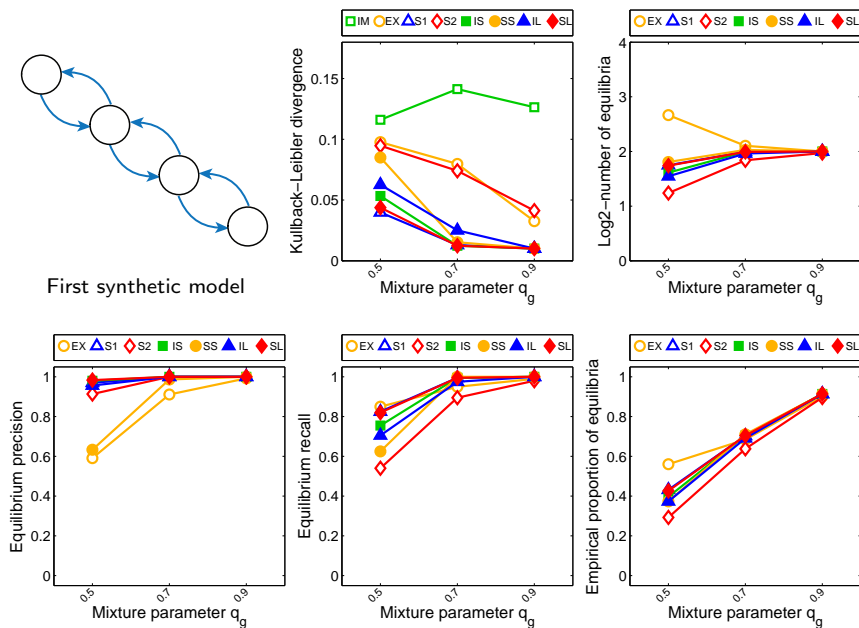 First synthetic model
IM EX S1 S2 IS SS IL SL
Kullback−Leibler divergence
0.15
0.1
0.05
0
0.5 0.7 0.9
Mixture parameter q_g
EX S1 S2 IS SS IL SL
Log2−number of equilibria
4
3
2
1
0
0.5 0.7 0.9
Mixture parameter q_g
EX S1 S2 IS SS IL SL
Equilibrium precision
1
0.8
0.6
0.4
0.2
0
0.5 0.7 0.9
Mixture parameter q_g
EX S1 S2 IS SS IL SL
Equilibrium recall
1
0.8
0.6
0.4
0.2
0
0.5 0.7 0.9
Mixture parameter q_g
EX S1 S2 IS SS IL SL
Empirical proportion of equilibria
1
0.8
0.6
0.4
0.2
0
0.5 0.7 0.9
Mixture parameter q_g